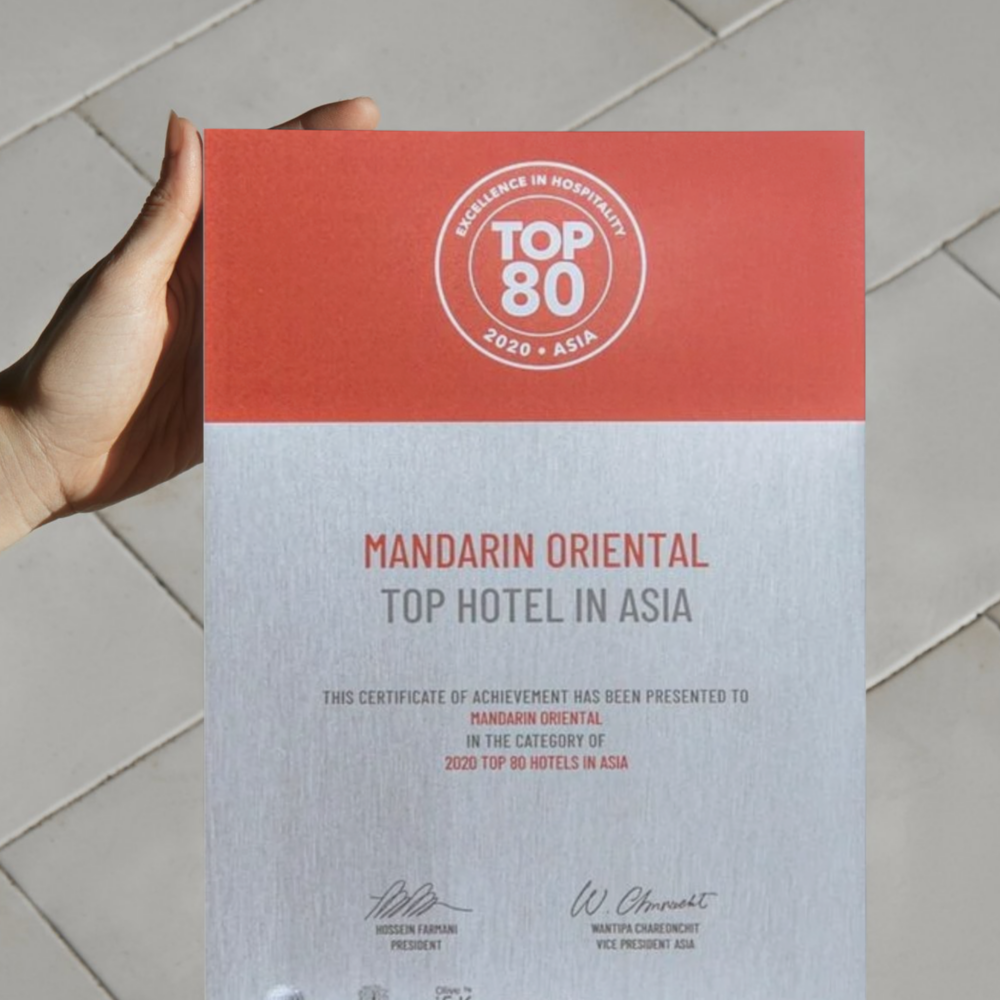 EXCELLENCE IN HOSPITALITY
TOP
80
2020 • ASIA
MANDARIN ORIENTAL
TOP HOTEL IN ASIA
THIS CERTIFICATE OF ACHIEVEMENT HAS BEEN PRESENTED TO
MANDARIN ORIENTAL
IN THE CATEGORY OF
2020 TOP 80 HOTELS IN ASIA
HOSSEIN FARMANI
PRESIDENT
WANTIPA CHAREONCHIT
VICE PRESIDENT ASIA